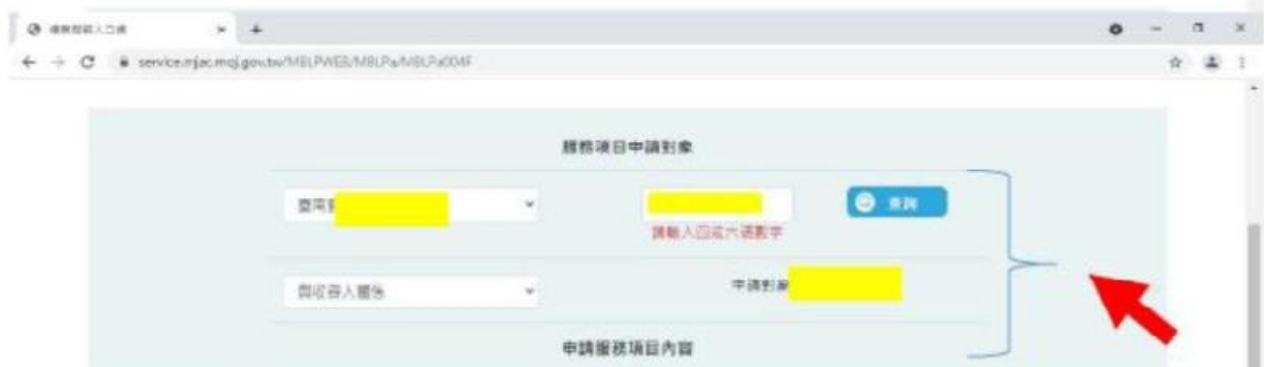 service.mjac.moj.gov.tw/MBLPWEB/MBLPa/MBLPa004F
服務項目申請對象
臺南
查詢
請輸入四或六碼數字
與收容人關係
申請對象
申請服務項目內容